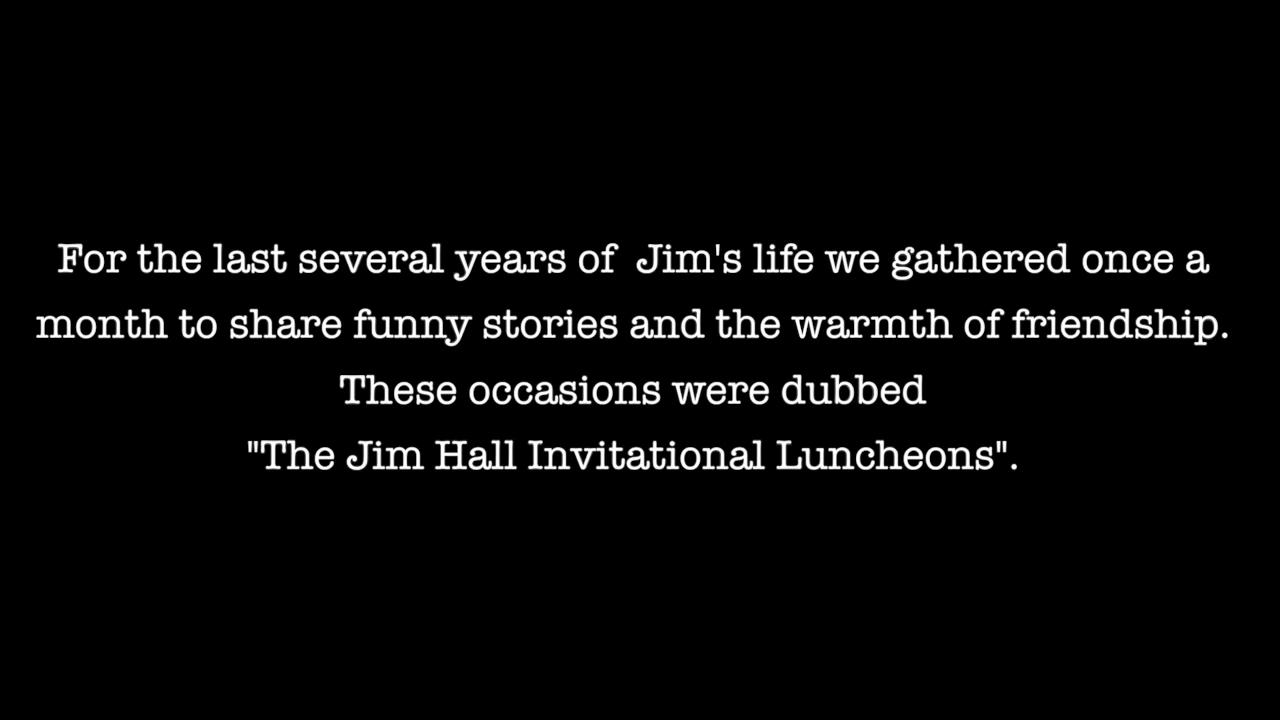 For the last several years of  Jim's life we gathered once a
month to share funny stories and the warmth of friendship.
These occasions were dubbed
"The Jim Hall Invitational Luncheons".